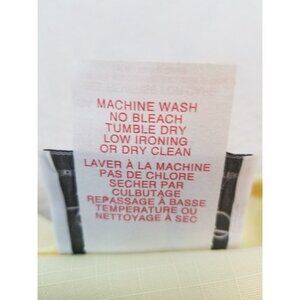 MACHINE WASH
NO BLEACH
TUMBLE DRY
LOW IRONING
OR DRY CLEAN
LAVER À LA MACHINE
PAS DE CHLORE
SECHER PAR
CULBUTAGE
REPASSAGE À BASSE
TEMPERATURE OU
NETTOYAGE À SEC